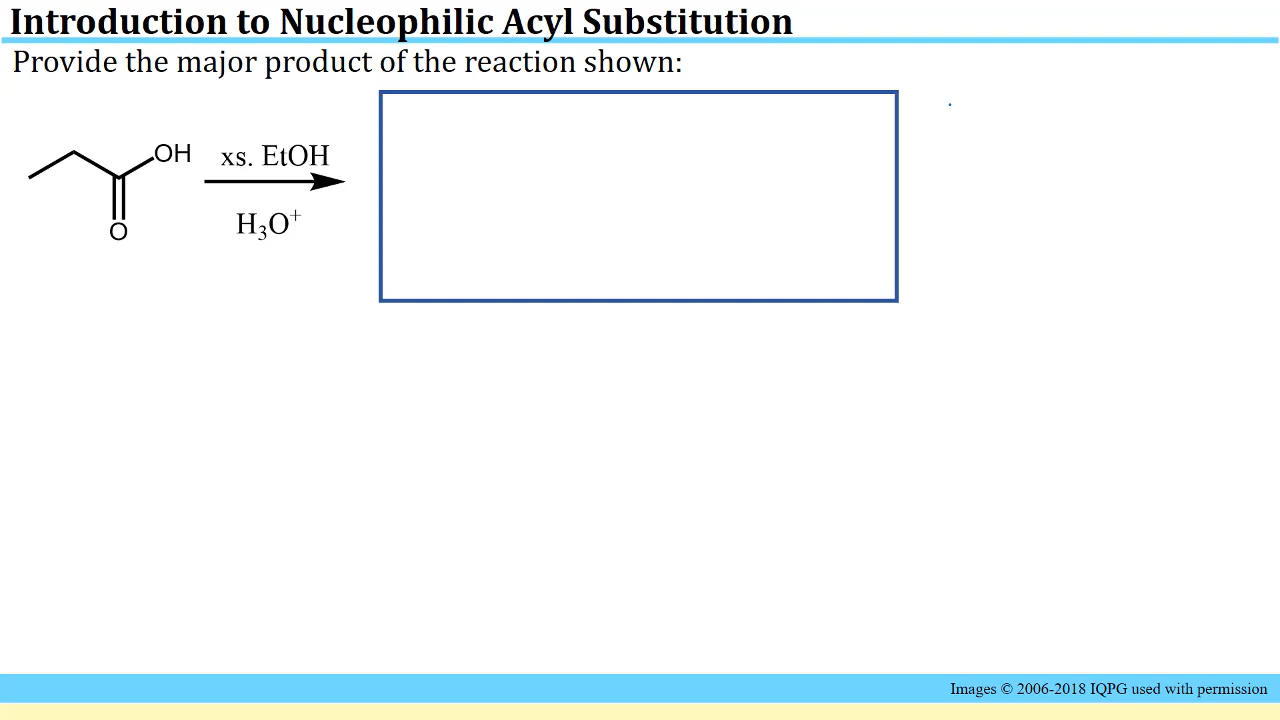 Introduction to Nucleophilic Acyl Substitution
Provide the major product of the reaction shown:
OH
O
xs. EtOH
H₃O⁺
Images © 2006-2018 IQPG used with permission